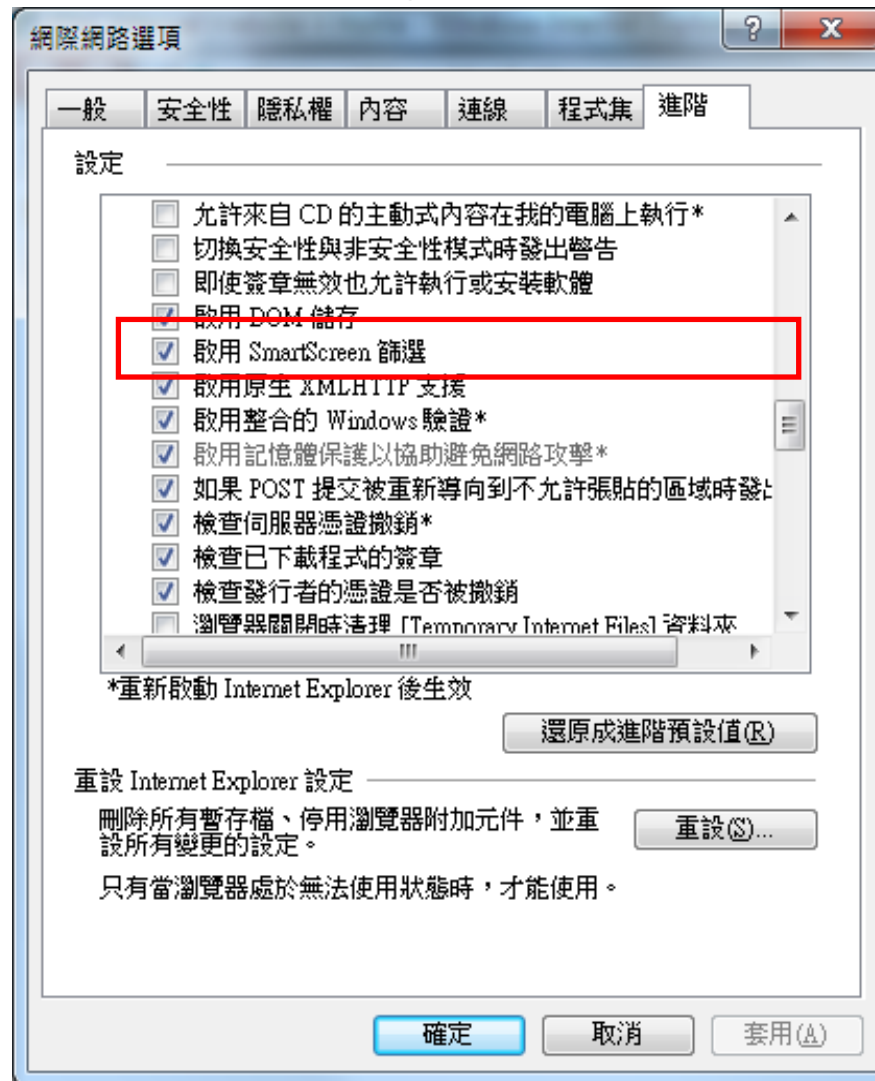 網際網路選項
一般 安全性 隱私權 內容 連線 程式集 進階
設定
允許來自 CD 的主動式內容在我的電腦上執行*
切換安全性與非安全性模式時發出警告
即使簽章無效也允許執行或安裝軟體
啟用 DOM 儲存
啟用 SmartScreen 篩選
啟用原生 XMLHTTP 支援
啟用整合的 Windows 驗證*
啟用記憶體保護以協助避免網路攻擊*
如果 POST 提交被重新導向到不允許張貼的區域時發
檢查伺服器憑證撤銷*
檢查已下載程式的簽章
檢查發行者的憑證是否被撤銷
瀏覽器關閉時清理 [Temporary Internet Files] 資料夾
*重新啟動 Internet Explorer 後生效
還原成進階預設值(R)
重設 Internet Explorer 設定
刪除所有暫存檔、停用瀏覽器附加元件，並重
設所有變更的設定。
重設(S)...
只有當瀏覽器處於無法使用狀態時，才能使用。
確定 取消 套用(A)